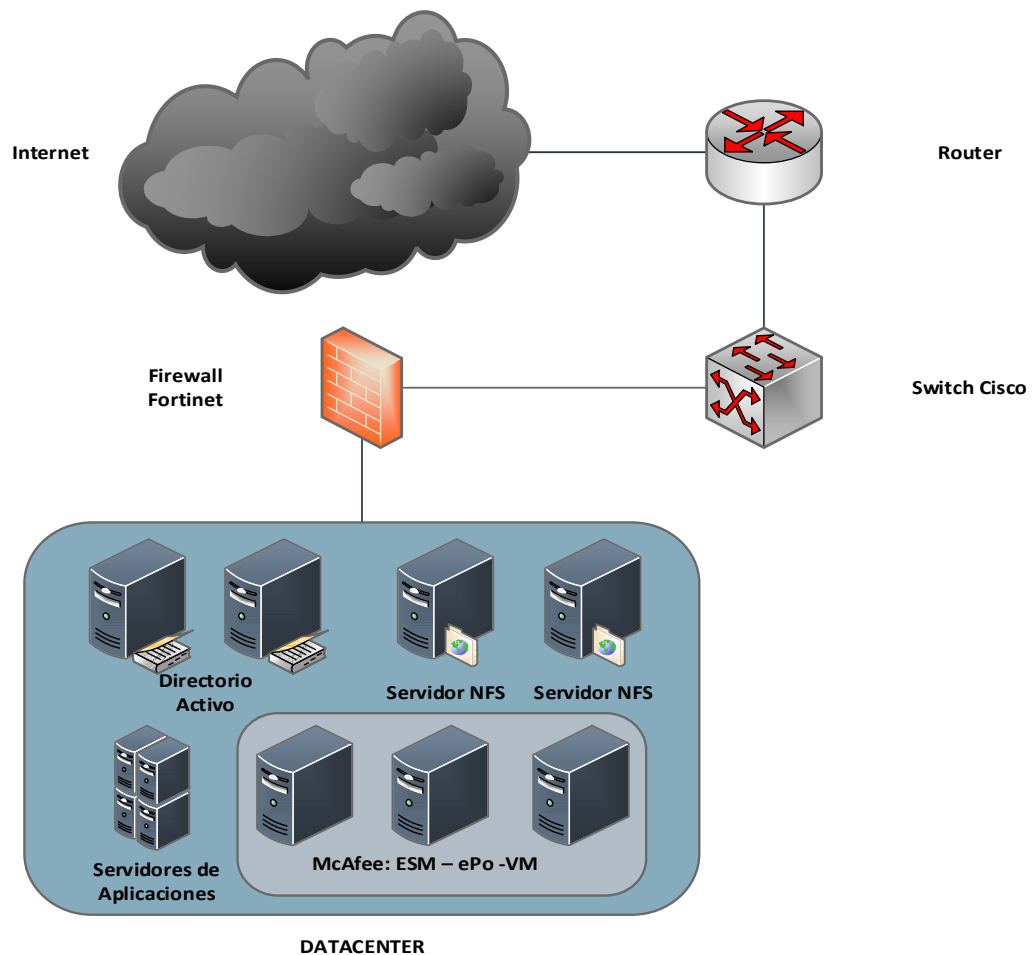 Internet
Router
Firewall
Fortinet
Switch Cisco
Directorio
Activo
Servidor NFS
Servidor NFS
Servidores de
Aplicaciones
McAfee: ESM – ePo -VM
DATACENTER